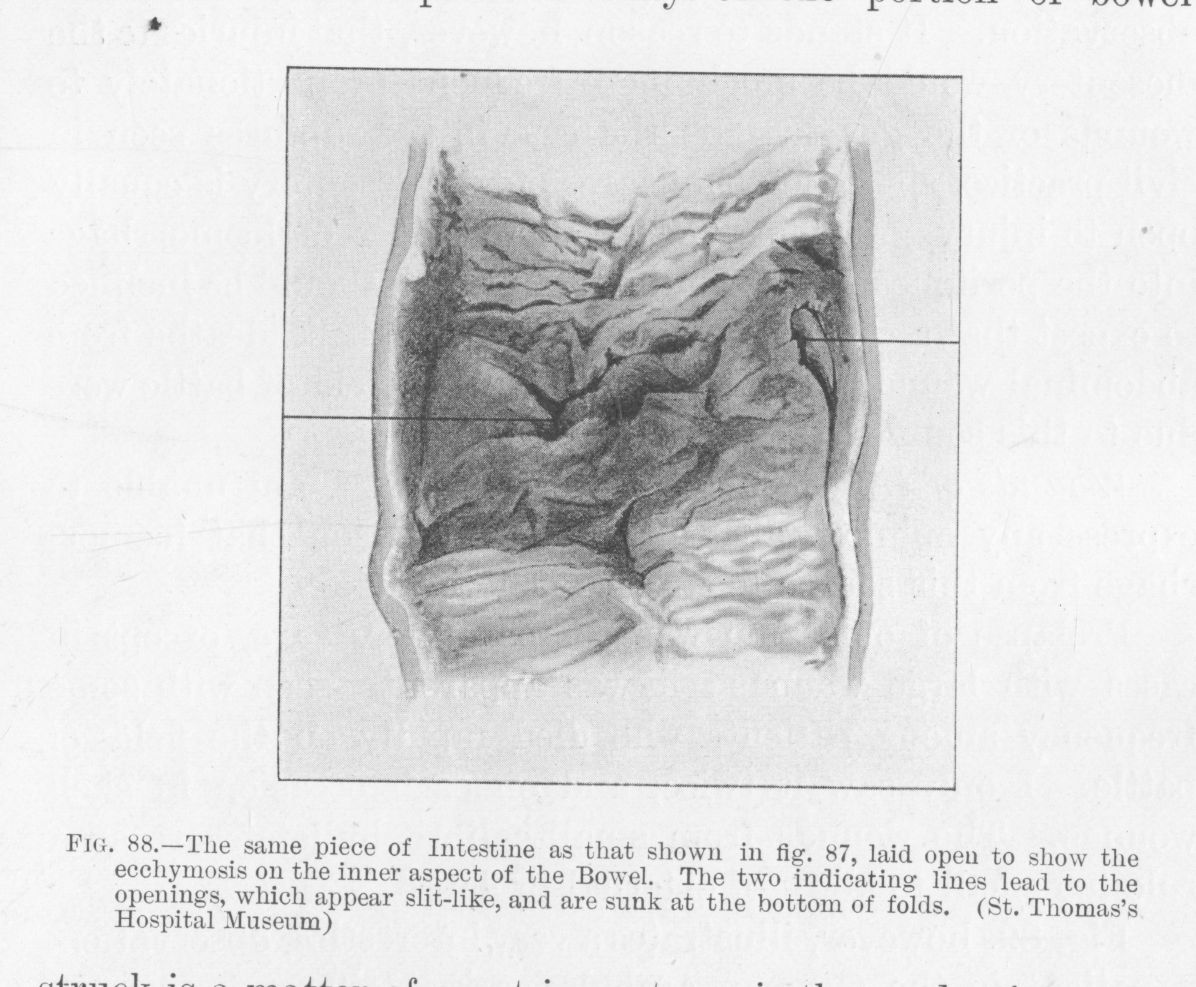 the portion of bowel
FIG. 88.—The same piece of Intestine as that shown in fig. 87, laid open to show the
ecchymosis on the inner aspect of the Bowel. The two indicating lines lead to the
openings, which appear slit-like, and are sunk at the bottom of folds. (St. Thomas's
Hospital Museum)
struck is a matter of